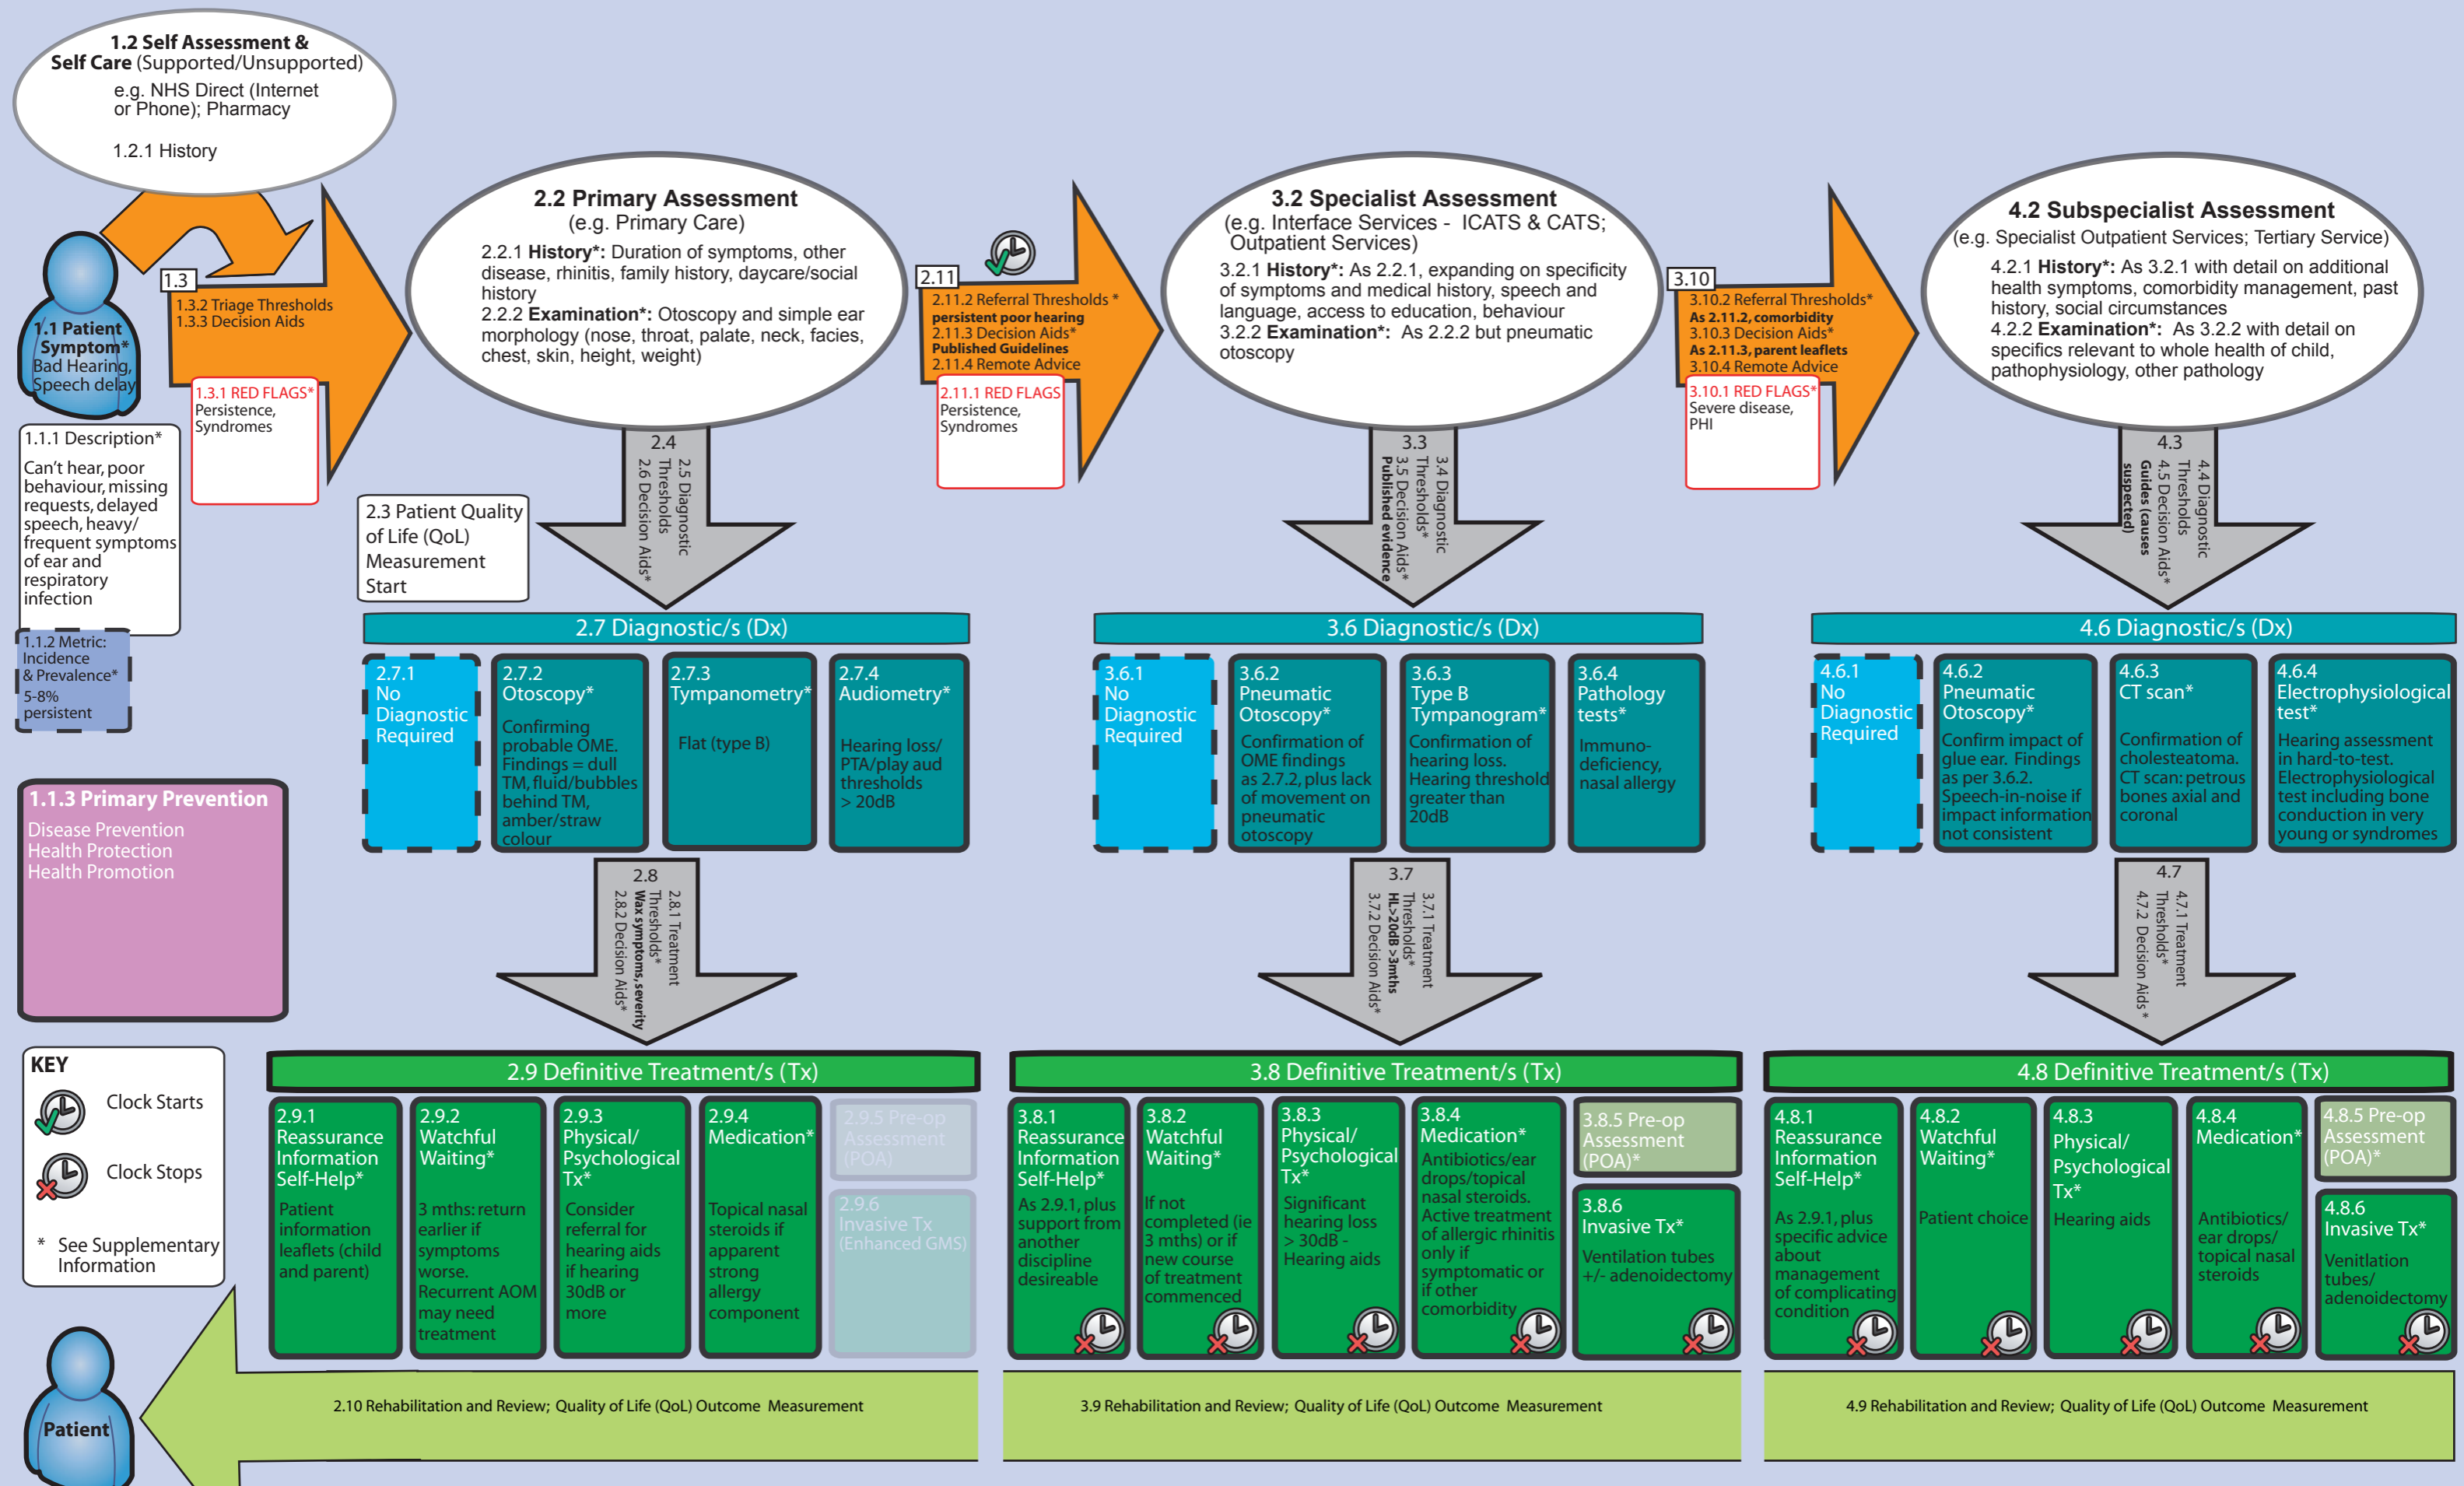 1.2 Self Assessment &
Self Care (Supported/Unsupported)
e.g. NHS Direct (Internet
or Phone); Pharmacy
1.2.1 History
1.1 Patient
Symptom*
Bad Hearing,
Speech delay
1.1.1 Description*
Can't hear, poor
behaviour, missing
requests, delayed
speech, heavy/
frequent symptoms
of ear and
respiratory
infection
1.1.2 Metric:
Incidence
& Prevalence*
5-8%
persistent
1.1.3 Primary Prevention
Disease Prevention
Health Protection
Health Promotion
KEY
Clock Starts
Clock Stops
* See Supplementary
Information
Patient
1.3
1.3.2 Triage Thresholds
1.3.3 Decision Aids
1.3.1 RED FLAGS*
Persistence,
Syndromes
2.2 Primary Assessment
(e.g. Primary Care)
2.2.1 History*: Duration of symptoms, other
disease, rhinitis, family history, daycare/social
history
2.2.2 Examination*: Otoscopy and simple ear
morphology (nose, throat, palate, neck, facies,
chest, skin, height, weight)
2.3 Patient Quality
of Life (QoL)
Measurement
Start
2.4
2.5 Diagnostic
Thresholds
2.6 Decision Aids*
2.7 Diagnostic/s (Dx)
2.7.1
No
Diagnostic
Required
2.7.2
Otoscopy*
Confirming
probable OME.
Findings = dull
TM, fluid/bubbles
behind TM,
amber/straw
colour
2.7.3
Tympanometry*
Flat (type B)
2.7.4
Audiometry*
Hearing loss/
PTA/play aud
thresholds
> 20dB
2.8
2.8.1 Treatment
Thresholds*
Wax symptoms, severity
2.8.2 Decision Aids*
2.9 Definitive Treatment/s (Tx)
2.9.1
Reassurance
Information
Self-Help*
Patient
information
leaflets (child
and parent)
2.9.2
Watchful
Waiting*
3 mths: return
earlier if
symptoms
worse.
Recurrent AOM
may need
treatment
2.9.3
Physical/
Psychological
Tx*
Consider
referral for
hearing aids
if hearing
30dB or
more
2.9.4
Medication*
Topical nasal
steroids if
apparent
strong
allergy
component
2.9.5 Pre-op
Assessment
(POA)
2.9.6
Invasive Tx
(Enhanced GMS)
2.10 Rehabilitation and Review; Quality of Life (QoL) Outcome Measurement
2.11
2.11.2 Referral Thresholds *
persistent poor hearing
2.11.3 Decision Aids*
Published Guidelines
2.11.4 Remote Advice
2.11.1 RED FLAGS
Persistence,
Syndromes
3.2 Specialist Assessment
(e.g. Interface Services - ICATS & CATS;
Outpatient Services)
3.2.1 History*: As 2.2.1, expanding on specificity
of symptoms and medical history, speech and
language, access to education, behaviour
3.2.2 Examination*: As 2.2.2 but pneumatic
otoscopy
3.3
3.4 Diagnostic
Thresholds*
3.5 Decision Aids*
Published evidence
3.6 Diagnostic/s (Dx)
3.6.1
No
Diagnostic
Required
3.6.2
Pneumatic
Otoscopy*
Confirmation of
OME findings
as 2.7.2, plus lack
of movement on
pneumatic
otoscopy
3.6.3
Type B
Tympanogram*
Confirmation of
hearing loss.
Hearing threshold
greater than
20dB
3.6.4
Pathology
tests*
Immuno-
deficiency,
nasal allergy
3.7
3.7.1 Treatment
Thresholds*
HL>20dB >3mths
3.7.2 Decision Aids*
3.8 Definitive Treatment/s (Tx)
3.8.1
Reassurance
Information
Self-Help*
As 2.9.1, plus
support from
another
discipline
desireable
3.8.2
Watchful
Waiting*
If not
completed (ie
3 mths) or if
new course
of treatment
commenced
3.8.3
Physical/
Psychological
Tx*
Significant
hearing loss
> 30dB -
Hearing aids
3.8.4
Medication*
Antibiotics/ear
drops/topical
nasal steroids.
Active treatment
of allergic rhinitis
only if
symptomatic or
if other
comorbidity
3.8.5 Pre-op
Assessment
(POA)*
3.8.6
Invasive Tx*
Ventilation tubes
+/- adenoidectomy
3.9 Rehabilitation and Review; Quality of Life (QoL) Outcome Measurement
3.10
3.10.2 Referral Thresholds*
As 2.11.2, comorbidity
3.10.3 Decision Aids*
As 2.11.3, parent leaflets
3.10.4 Remote Advice
3.10.1 RED FLAGS*
Severe disease,
PHI
4.2 Subspecialist Assessment
(e.g. Specialist Outpatient Services; Tertiary Service)
4.2.1 History*: As 3.2.1 with detail on additional
health symptoms, comorbidity management, past
history, social circumstances
4.2.2 Examination*: As 3.2.2 with detail on
specifics relevant to whole health of child,
pathophysiology, other pathology
4.3
4.4 Diagnostic
Thresholds
4.5 Decision Aids*
Guides (causes
suspected)
4.6 Diagnostic/s (Dx)
4.6.1
No
Diagnostic
Required
4.6.2
Pneumatic
Otoscopy*
Confirm impact of
glue ear. Findings
as per 3.6.2.
Speech-in-noise if
impact information
not consistent
4.6.3
CT scan*
Confirmation of
cholesteatoma.
CT scan: petrous
bones axial and
coronal
4.6.4
Electrophysiological
test*
Hearing assessment
in hard-to-test.
Electrophysiological
test including bone
conduction in very
young or syndromes
4.7
4.7.1 Treatment
Thresholds*
4.7.2 Decision Aids *
4.8 Definitive Treatment/s (Tx)
4.8.1
Reassurance
Information
Self-Help*
As 2.9.1, plus
specific advice
about
management
of complicating
condition
4.8.2
Watchful
Waiting*
Patient choice
4.8.3
Physical/
Psychological
Tx*
Hearing aids
4.8.4
Medication*
Antibiotics/
ear drops/
topical nasal
steroids
4.8.5 Pre-op
Assessment
(POA)*
4.8.6
Invasive Tx*
Venitlation
tubes/
adenoidectomy
4.9 Rehabilitation and Review; Quality of Life (QoL) Outcome Measurement